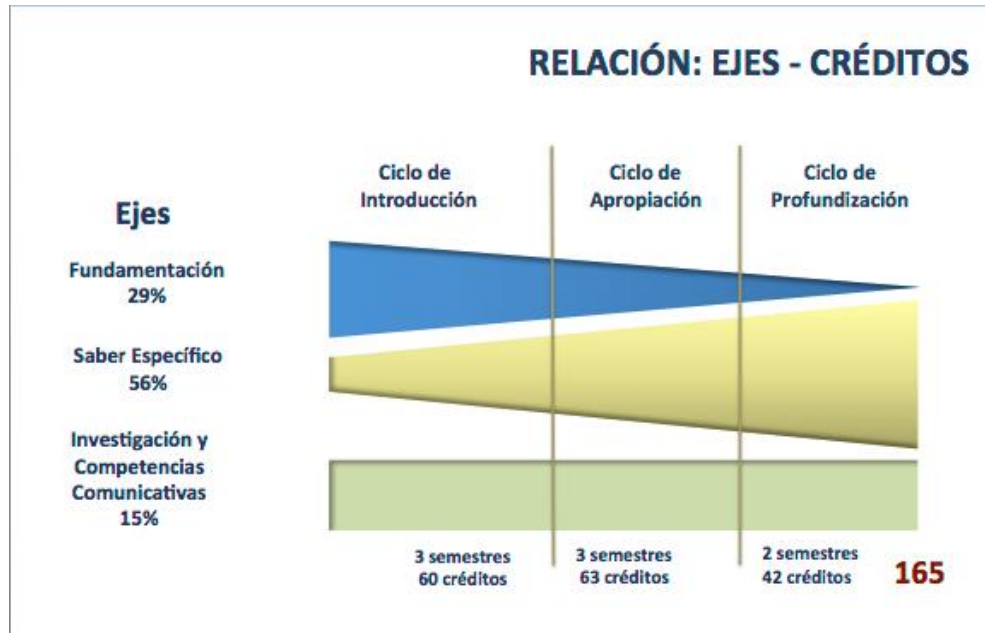 RELACIÓN: EJES - CRÉDITOS
Ciclo de
Introducción
Ciclo de
Apropiación
Ciclo de
Profundización
Ejes
Fundamentación
29%
Saber Específico
56%
Investigación y
Competencias
Comunicativas
15%
3 semestres
60 créditos
3 semestres
63 créditos
2 semestres
42 créditos
165